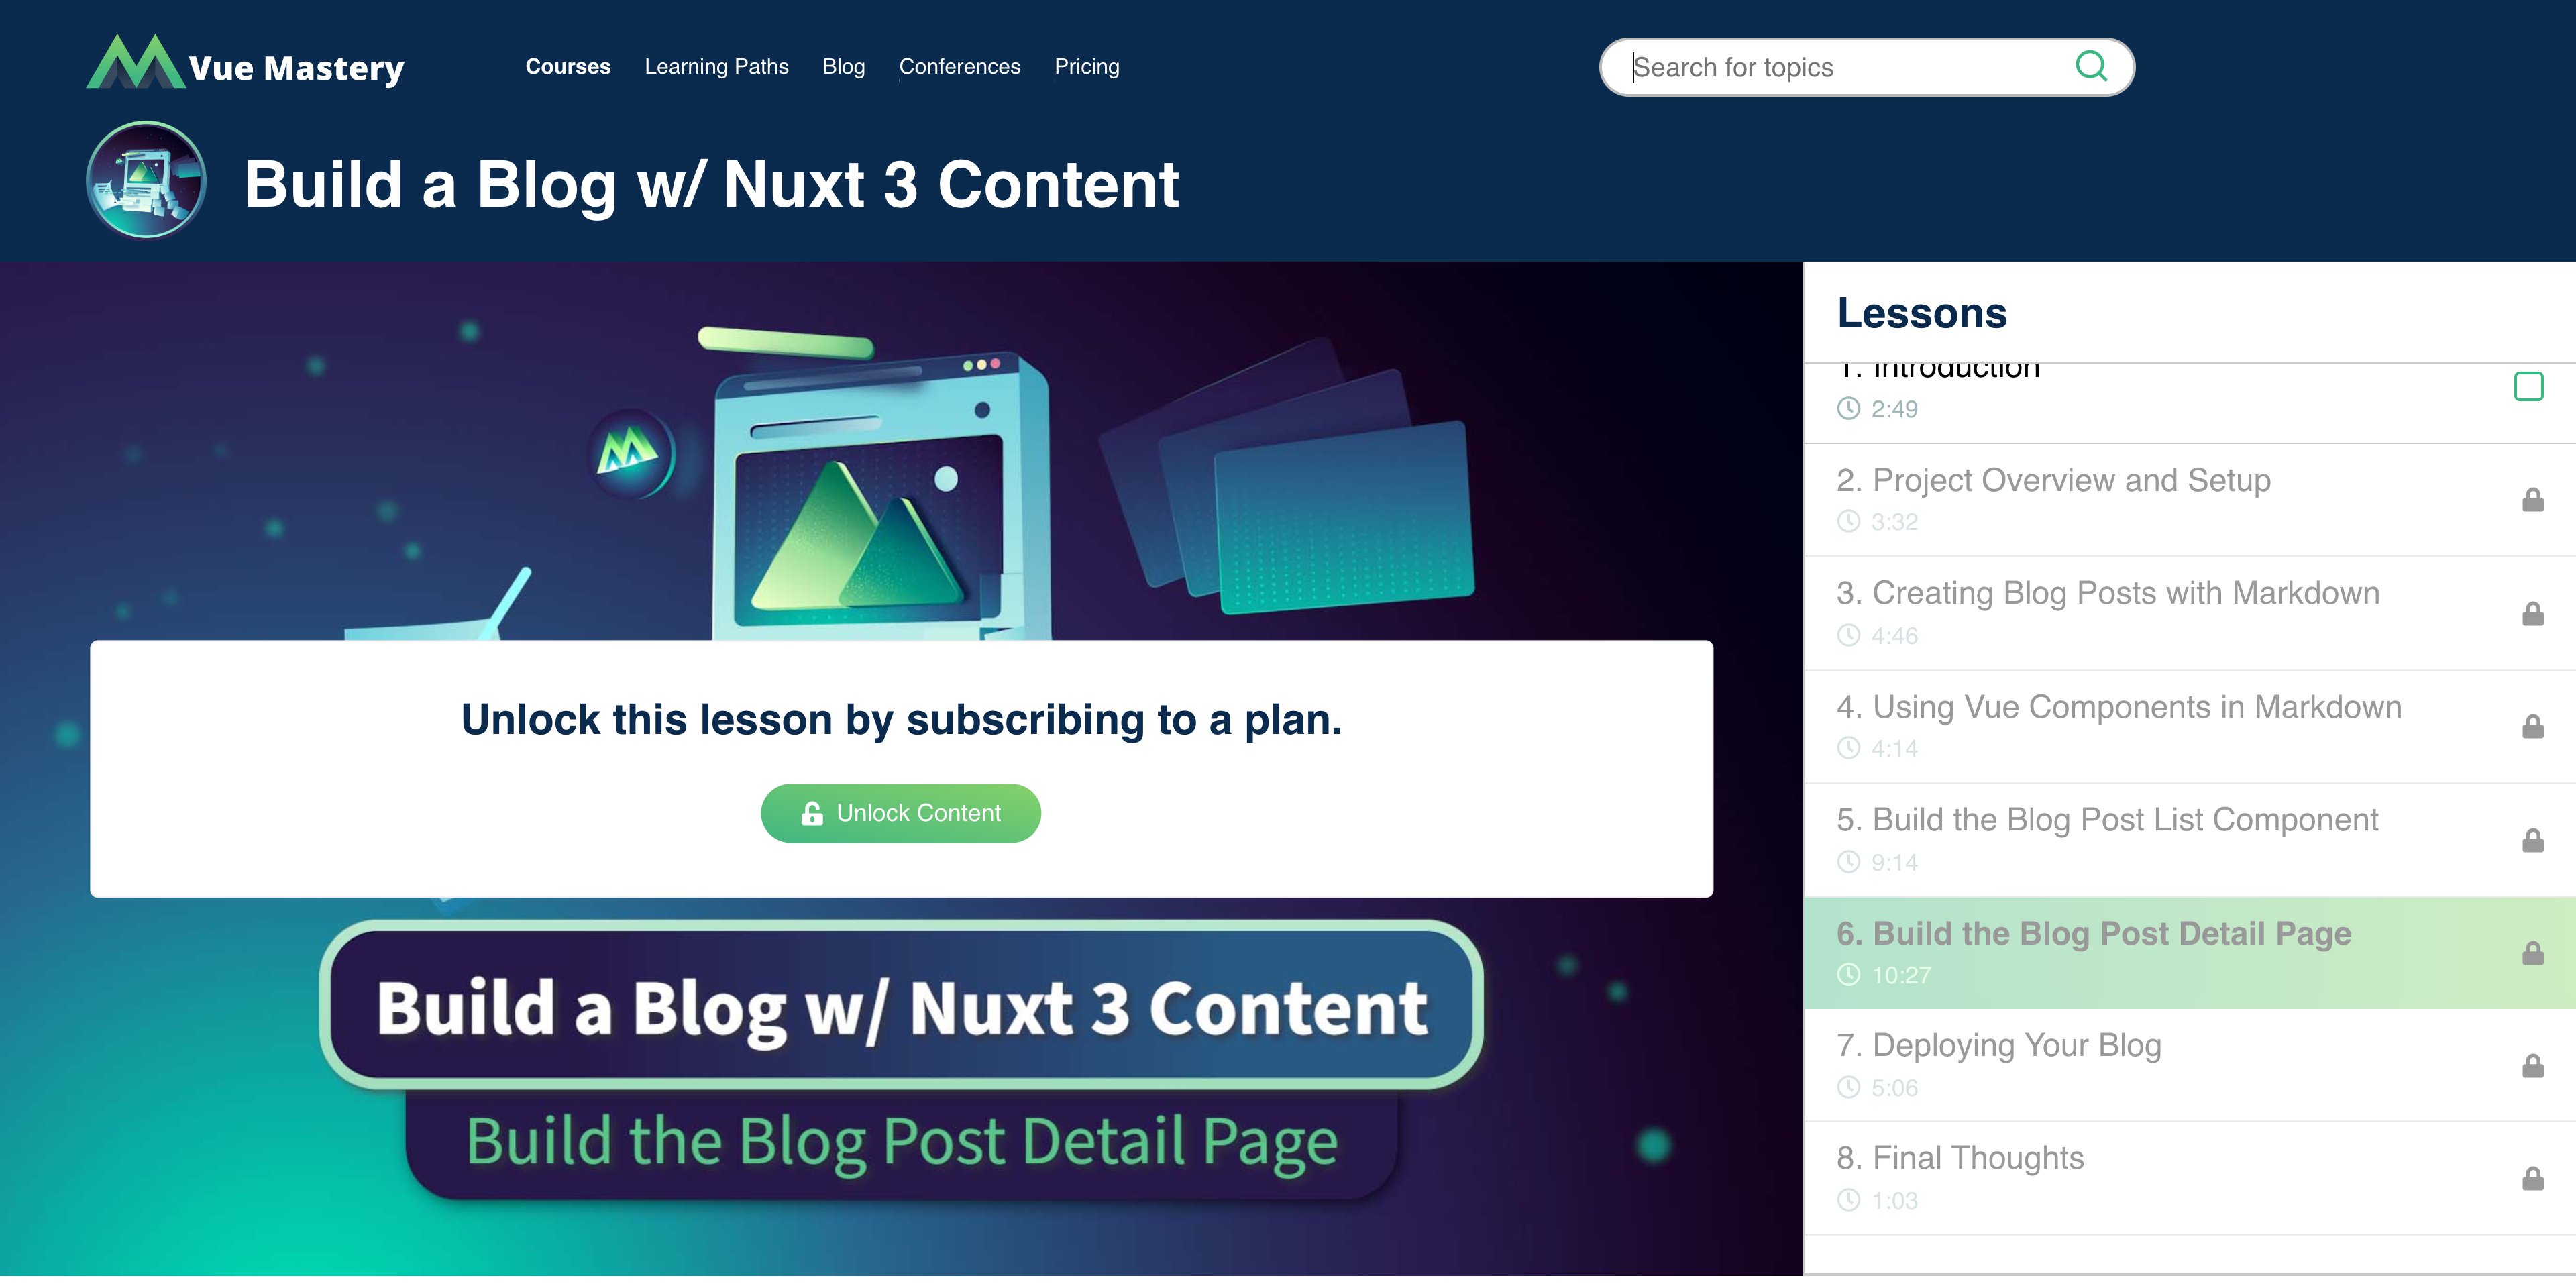 Vue Mastery
Courses Learning Paths Blog Conferences Pricing
Search for topics
Build a Blog w/ Nuxt 3 Content
Unlock this lesson by subscribing to a plan.
Unlock Content
Build a Blog w/ Nuxt 3 Content
Build the Blog Post Detail Page
Lessons
1. Introduction
2:49
2. Project Overview and Setup
3:32
3. Creating Blog Posts with Markdown
4:46
4. Using Vue Components in Markdown
4:14
5. Build the Blog Post List Component
9:14
6. Build the Blog Post Detail Page
10:27
7. Deploying Your Blog
5:06
8. Final Thoughts
1:03